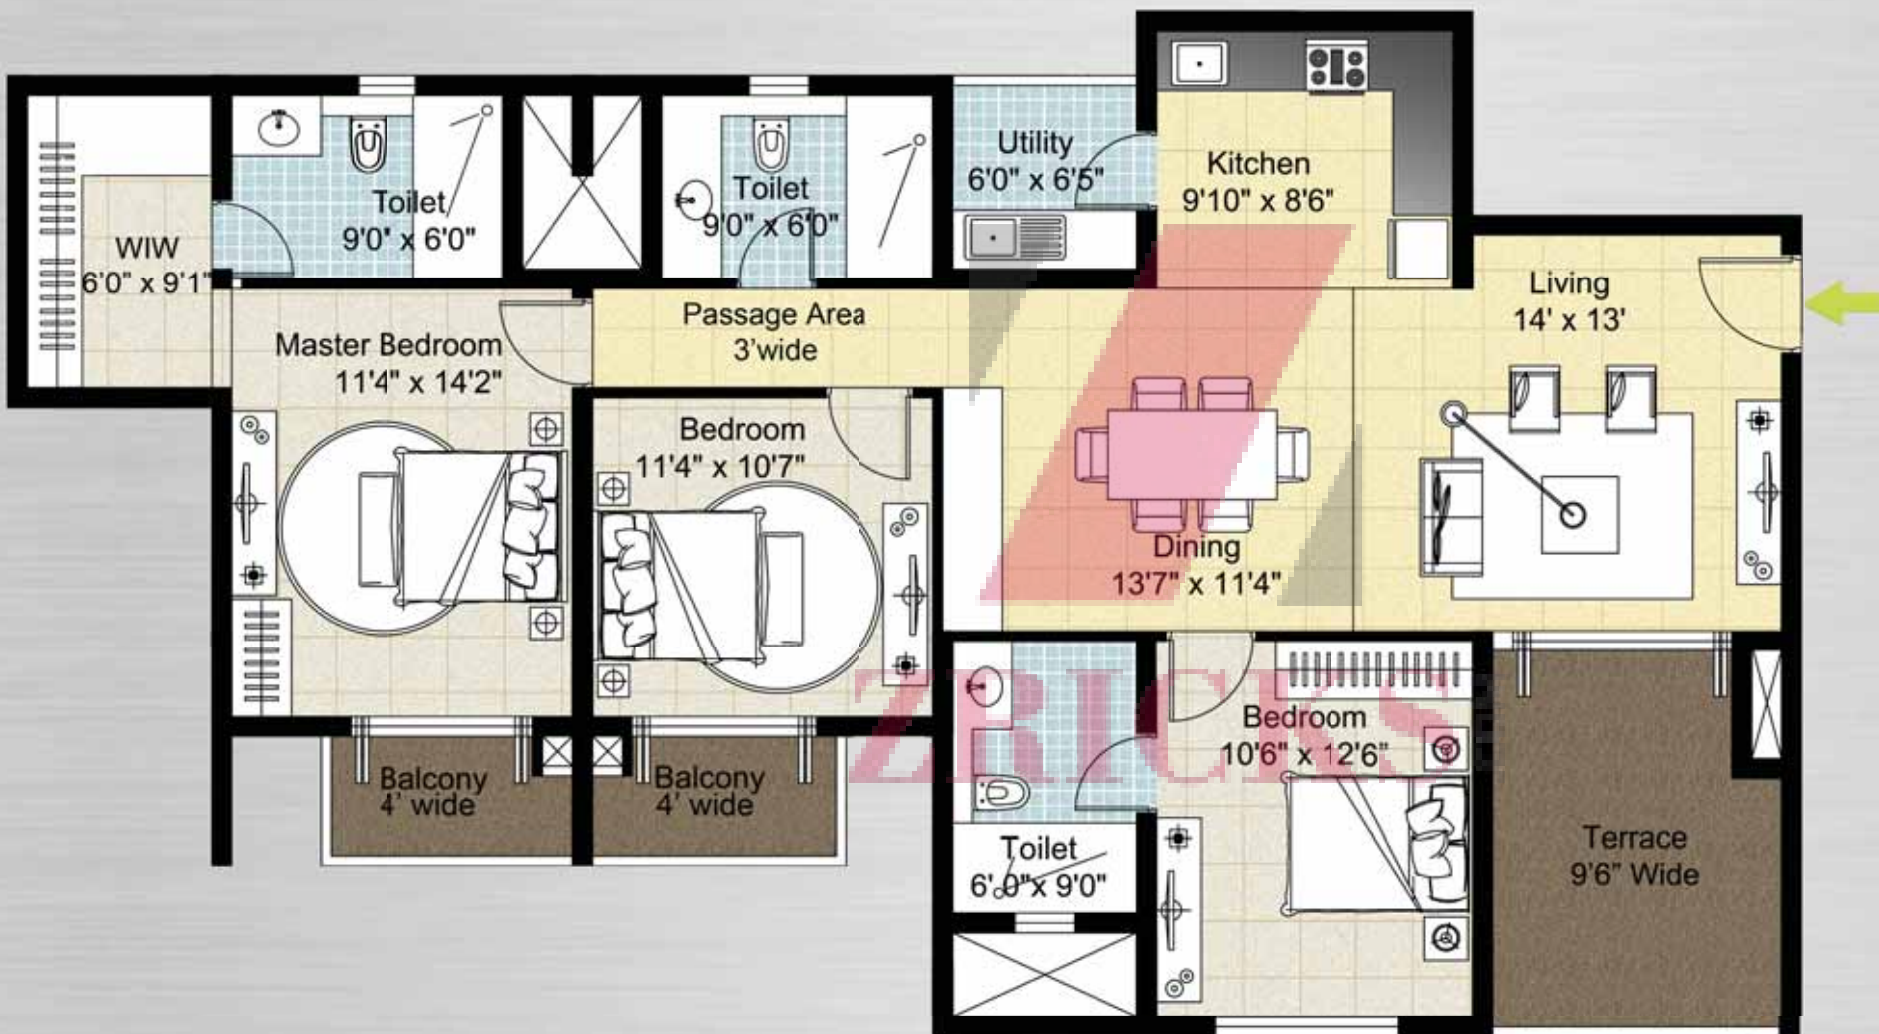 Toilet
9'0' x 6'0"
Toilet
9'0" x 6'0"
Utility
6'0" x 6'5"
Kitchen
9'10" x 8'6"
WIW
6'0" x 9'1"
Master Bedroom
11'4" x 14'2"
Passage Area
3'wide
Living
14' x 13'
Bedroom
11'4" x 10'7"
Dining
13'7" x 11'4"
Balcony
4' wide
Balcony
4' wide
ZRICKS
Bedroom
10'6" x 12'6"
Toilet
6'0"x 9'0"
Terrace
9'6" Wide